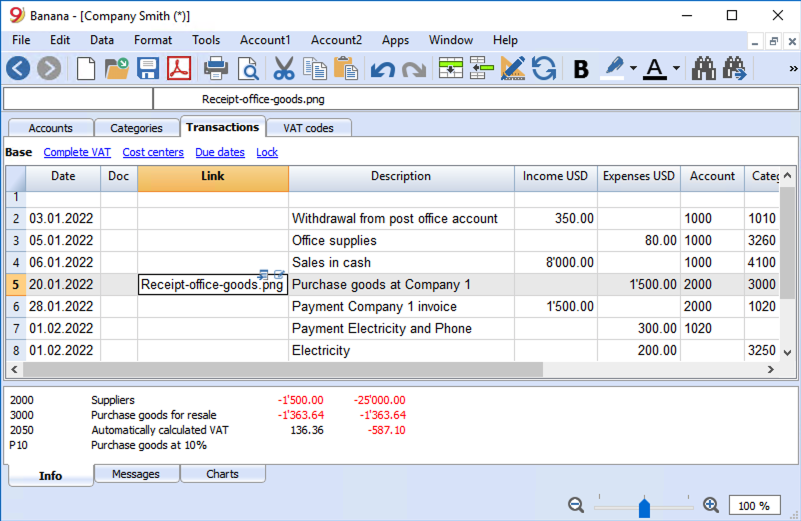 Banana - [Company Smith (*)]
File Edit Data Format Tools Account1 Account2 Apps Window Help
B A »
Receipt-office-goods.png
Accounts Categories Transactions VAT codes
Base Complete VAT Cost centers Due dates Lock
Date Doc Link Description Income USD Expenses USD Account Categ
1
2 03.01.2022 Withdrawal from post office account 350.00 1000 1010
3 05.01.2022 Office supplies 80.00 1000 3260
4 06.01.2022 Sales in cash 8'000.00 1000 4100
5 20.01.2022 Receipt-office-goods.png Purchase goods at Company 1 1'500.00 2000 3000
6 28.01.2022 Payment Company 1 invoice 1'500.00 2000 1020
7 01.02.2022 Payment Electricity and Phone 300.00 1020
8 01.02.2022 Electricity 200.00 3250
2000 Suppliers -1'500.00 -25'000.00
3000 Purchase goods for resale -1'363.64 -1'363.64
2050 Automatically calculated VAT 136.36 -587.10
P10 Purchase goods at 10%
Info Messages Charts
100 %